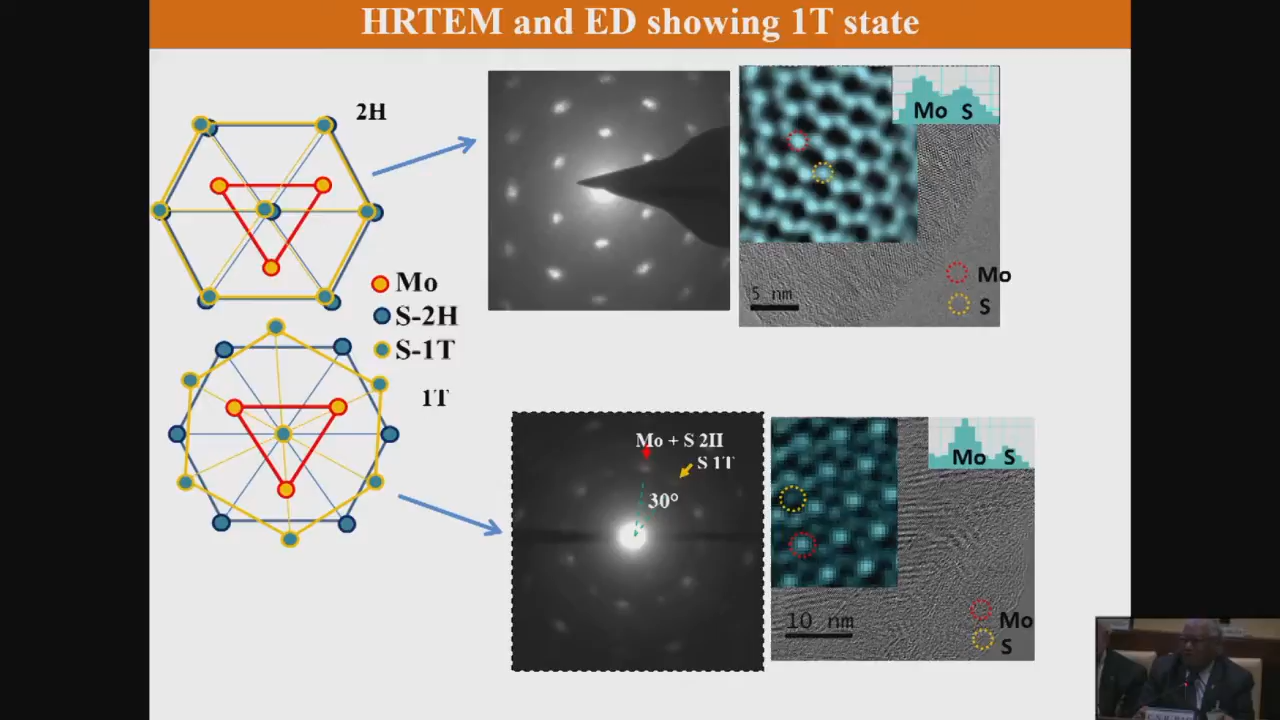 HRTEM and ED showing 1T state
2H
Mo
S-2H
S-1T
1T
Mo S
Mo
S
5 nm
Mo + S 2H
S 1T
30°
Mo S
10 nm
Mo
S